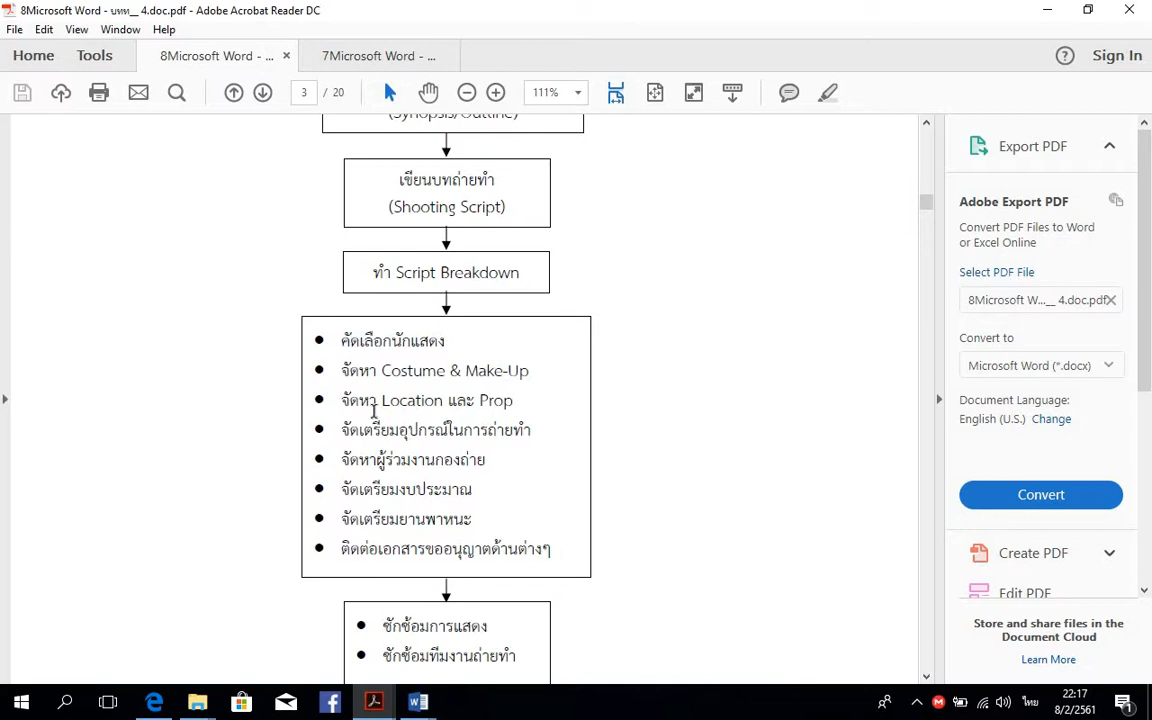 8Microsoft Word - บทท__ 4.doc.pdf - Adobe Acrobat Reader DC
File Edit View Window Help
Home Tools 8Microsoft Word - ... × 7Microsoft Word - ... Sign In
3 / 20 111%
(Synopsis/Outline)
เขียนบทถ่ายทำ
(Shooting Script)
ทำ Script Breakdown
● คัดเลือกนักแสดง
● จัดหา Costume & Make-Up
● จัดหา Location และ Prop
● จัดเตรียมอุปกรณ์ในการถ่ายทำ
● จัดหาผู้ร่วมงานกองถ่าย
● จัดเตรียมงบประมาณ
● จัดเตรียมยานพาหนะ
● ติดต่อเอกสารขออนุญาตด้านต่างๆ
● ซักซ้อมการแสดง
● ซักซ้อมทีมงานถ่ายทำ
Export PDF
Adobe Export PDF
Convert PDF Files to Word
or Excel Online
Select PDF File
8Microsoft W...__ 4.doc.pdf
Convert to
Microsoft Word (*.docx)
Document Language:
English (U.S.) Change
Convert
Create PDF
Edit PDF
Store and share files in the
Document Cloud
Learn More
ไทย
22:17
8/2/2561